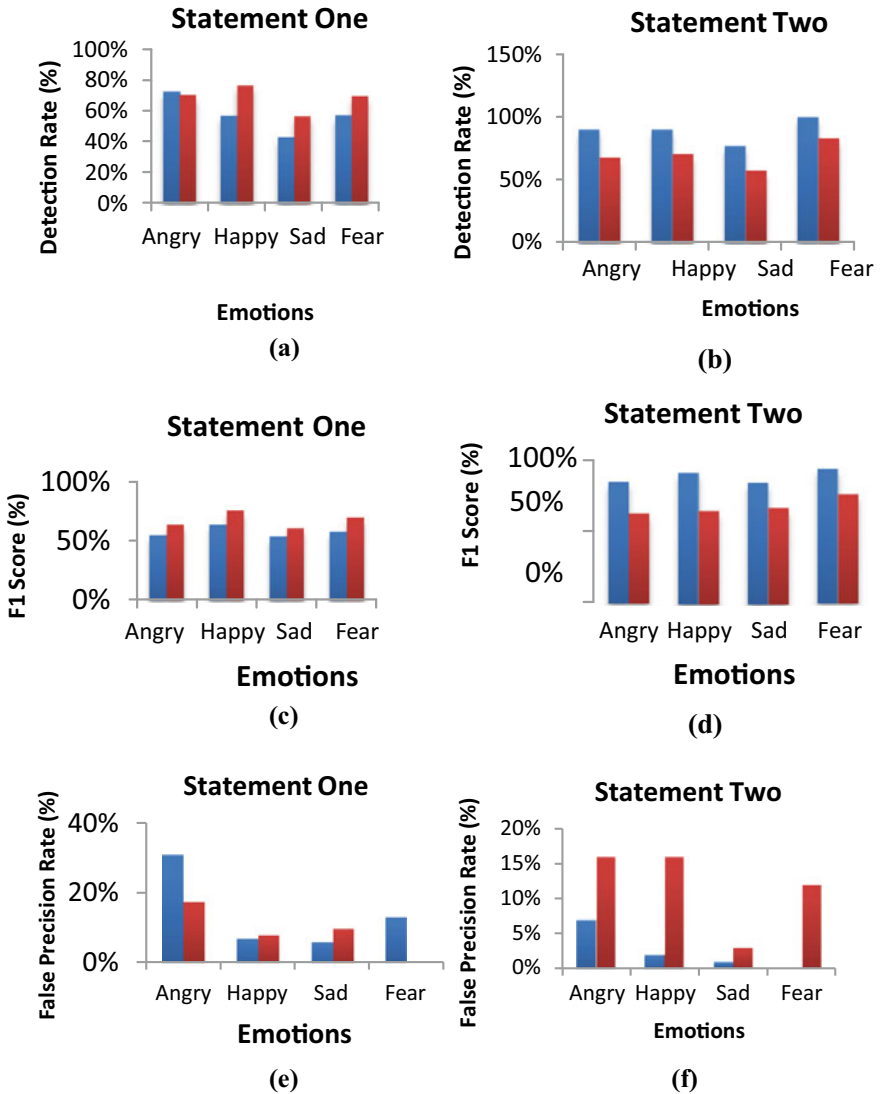 Statement One
100%
80%
60%
40%
20%
0%
Detection Rate (%)
Angry Happy Sad Fear
Emotions
(a)
Statement Two
150%
100%
50%
0%
Detection Rate (%)
Angry Happy Sad Fear
Emotions
(b)
Statement One
100%
50%
0%
F1 Score (%)
Angry Happy Sad Fear
Emotions
(c)
Statement Two
100%
50%
0%
F1 Score (%)
Angry Happy Sad Fear
Emotions
(d)
Statement One
40%
20%
0%
False Precision Rate (%)
Angry Happy Sad Fear
Emotions
(e)
Statement Two
20%
15%
10%
5%
0%
False Precision Rate (%)
Angry Happy Sad Fear
Emotions
(f)